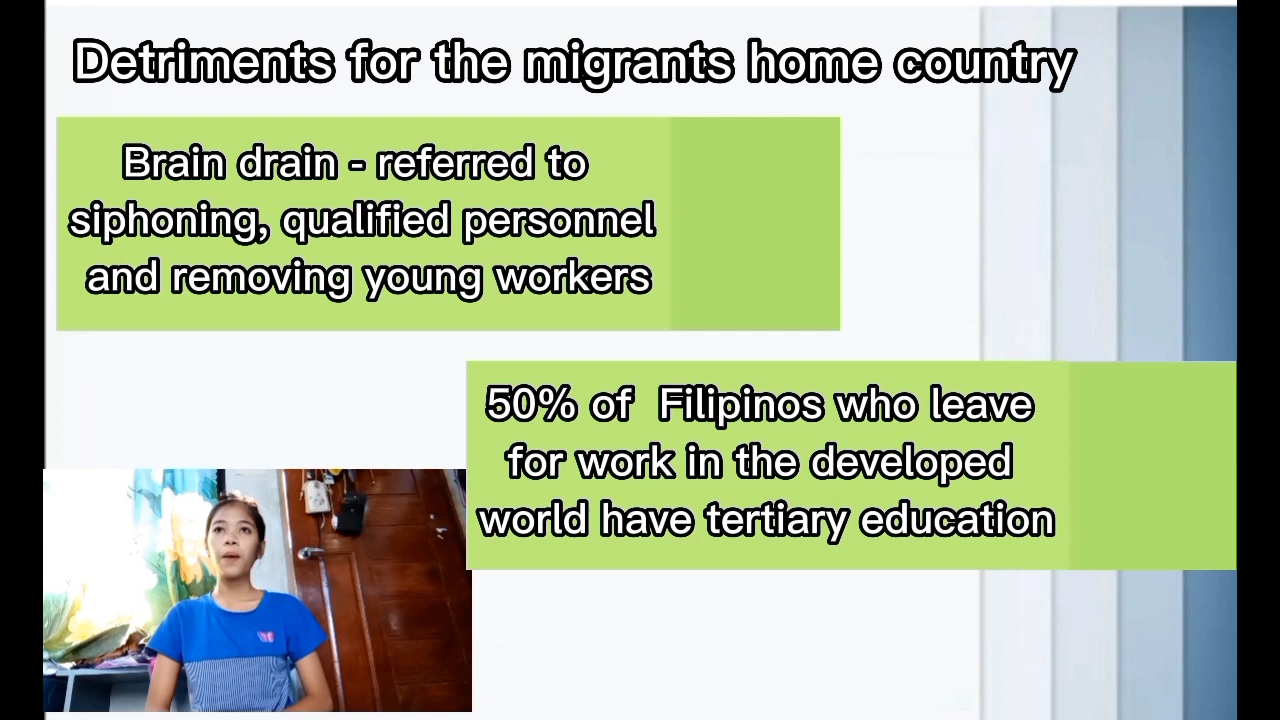 Detriments for the migrants home country
Brain drain - referred to
siphoning, qualified personnel
and removing young workers
50% of Filipinos who leave
for work in the developed
world have tertiary education